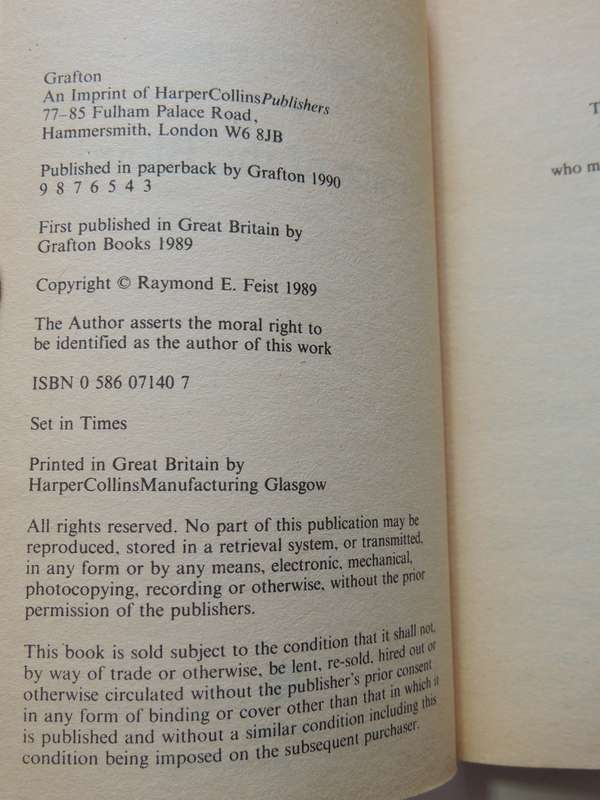 Grafton
An Imprint of HarperCollinsPublishers
77–85 Fulham Palace Road,
Hammersmith, London W6 8JB
Published in paperback by Grafton 1990
9 8 7 6 5 4 3
First published in Great Britain by
Grafton Books 1989
Copyright © Raymond E. Feist 1989
The Author asserts the moral right to
be identified as the author of this work
ISBN 0 586 07140 7
Set in Times
Printed in Great Britain by
HarperCollinsManufacturing Glasgow
All rights reserved. No part of this publication may be
reproduced, stored in a retrieval system, or transmitted,
in any form or by any means, electronic, mechanical,
photocopying, recording or otherwise, without the prior
permission of the publishers.
This book is sold subject to the condition that it shall not,
by way of trade or otherwise, be lent, re-sold, hired out or
otherwise circulated without the publisher's prior consent
in any form of binding or cover other than that in which it
is published and without a similar condition including this
condition being imposed on the subsequent purchaser.
who